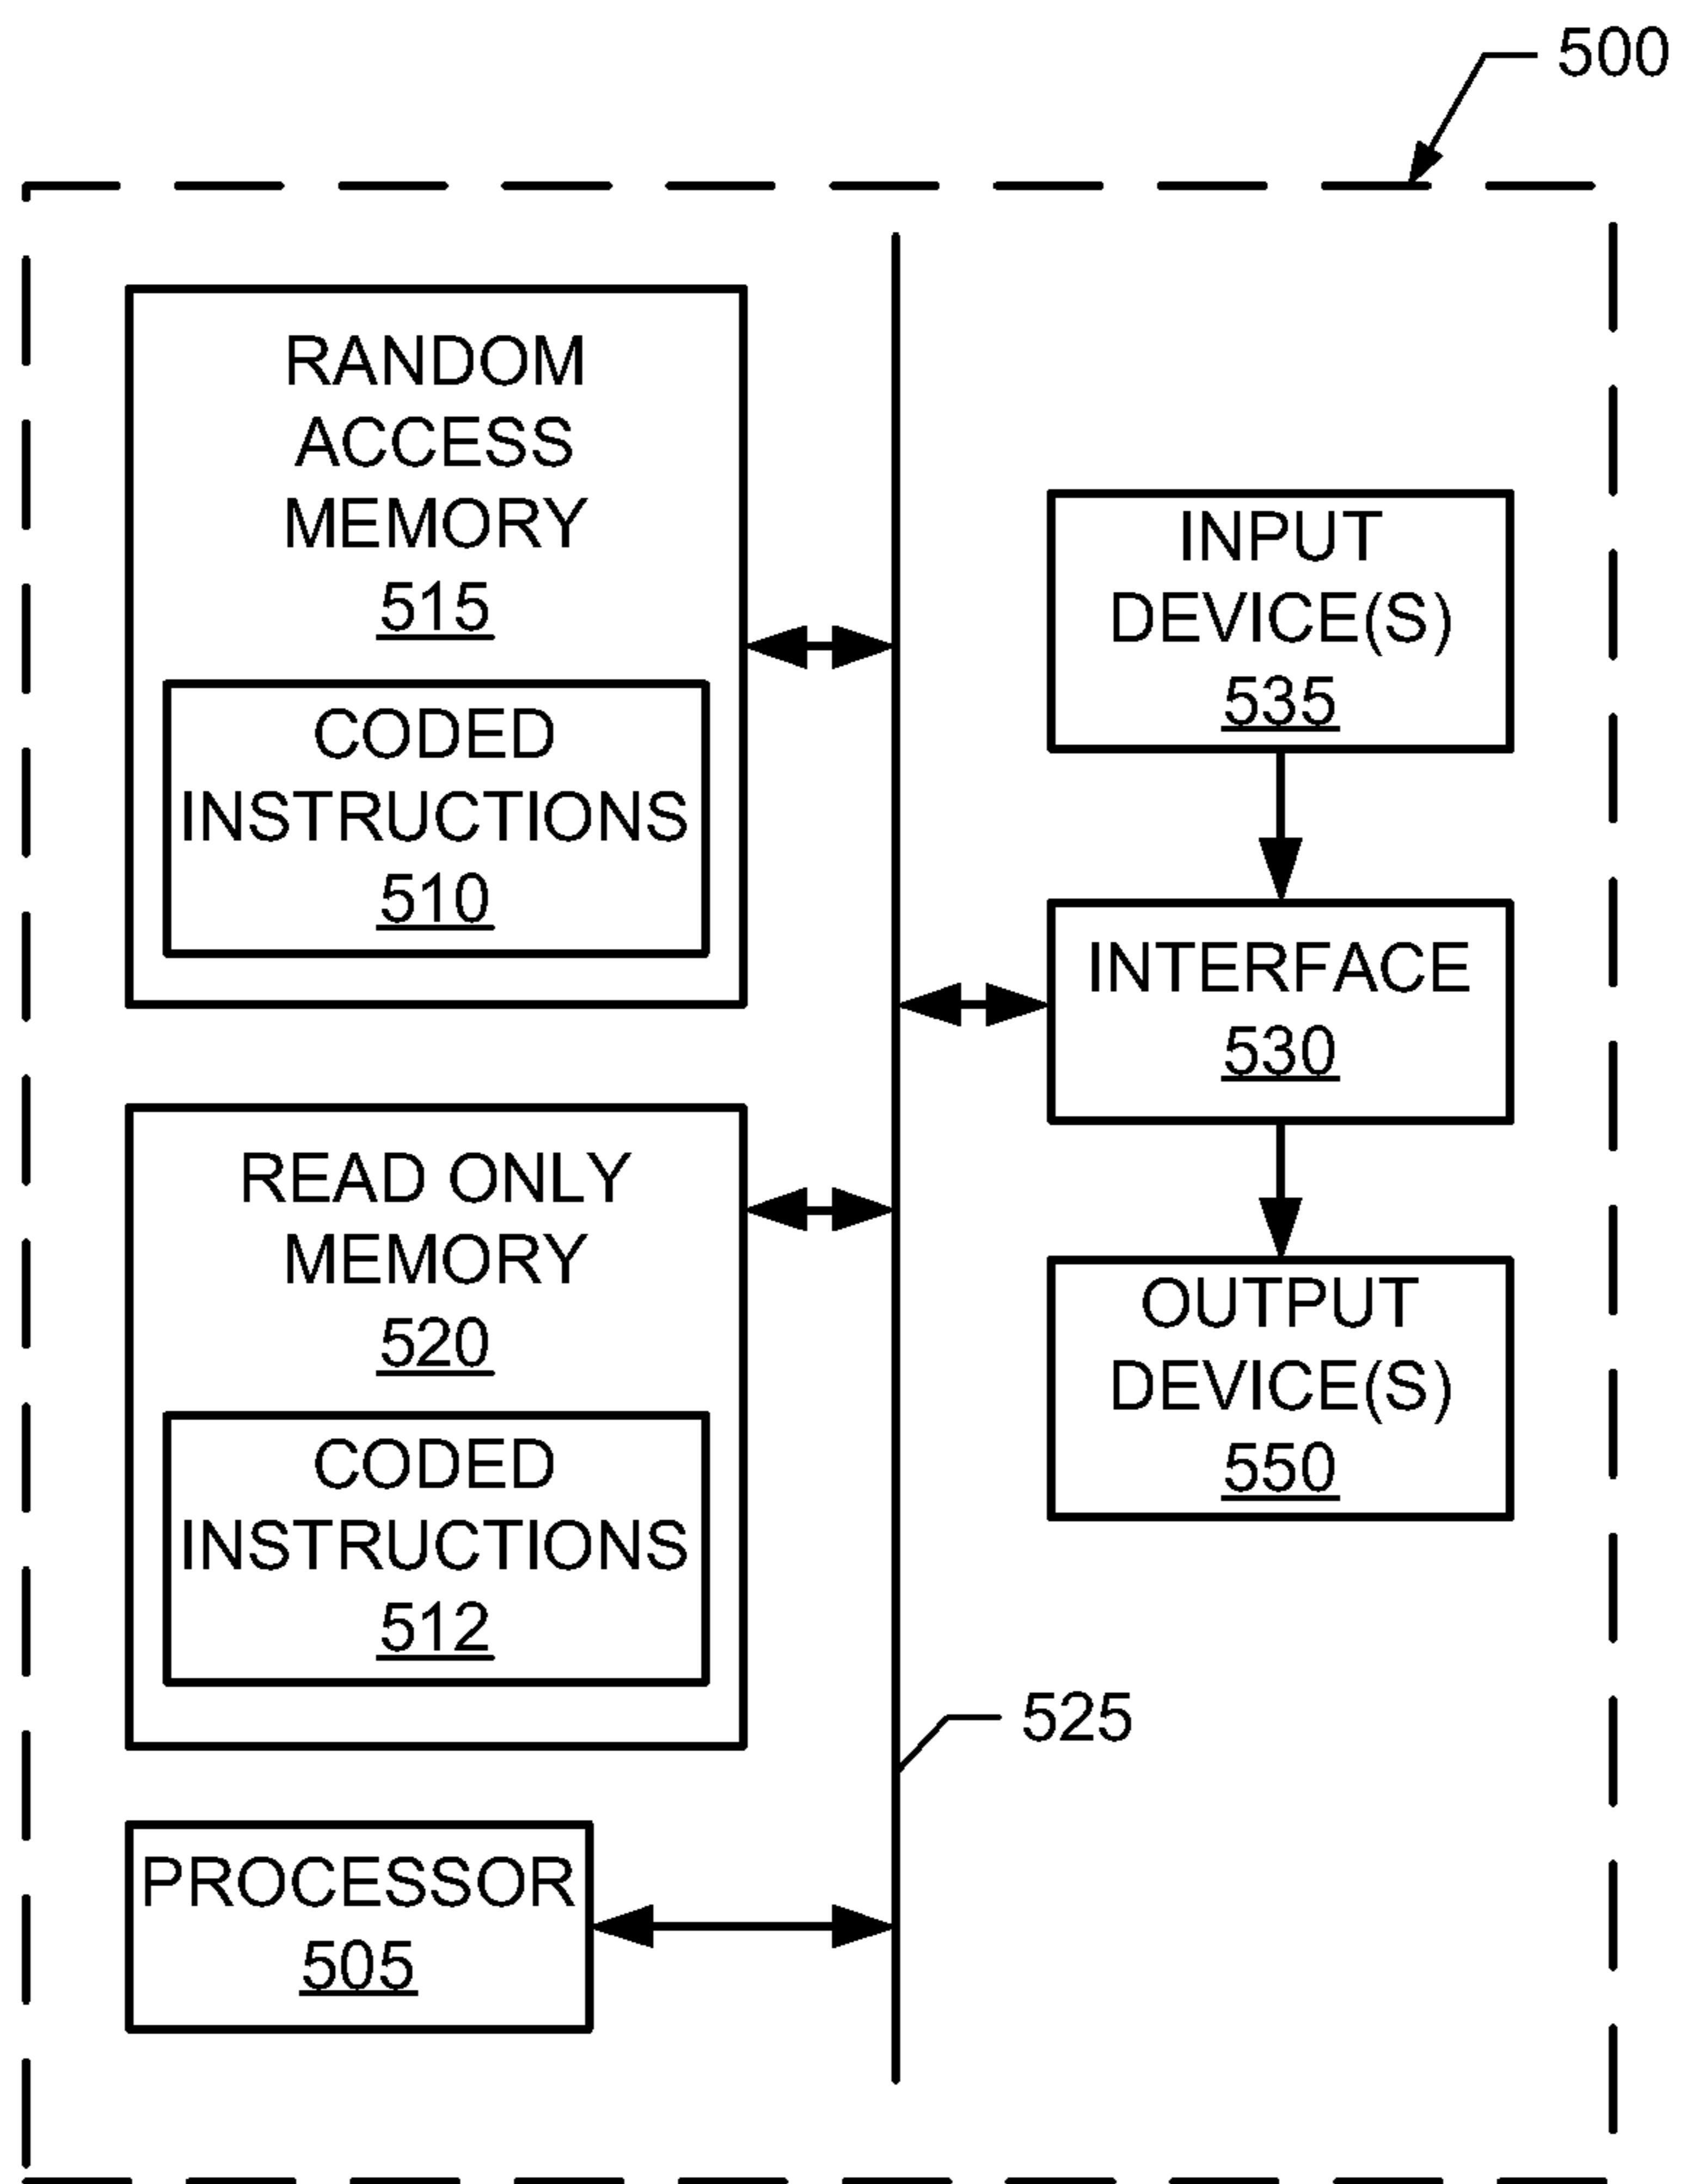 500
RANDOM
ACCESS
MEMORY
515
CODED
INSTRUCTIONS
510
READ ONLY
MEMORY
520
CODED
INSTRUCTIONS
512
PROCESSOR
505
525
INPUT
DEVICE(S)
535
INTERFACE
530
OUTPUT
DEVICE(S)
550